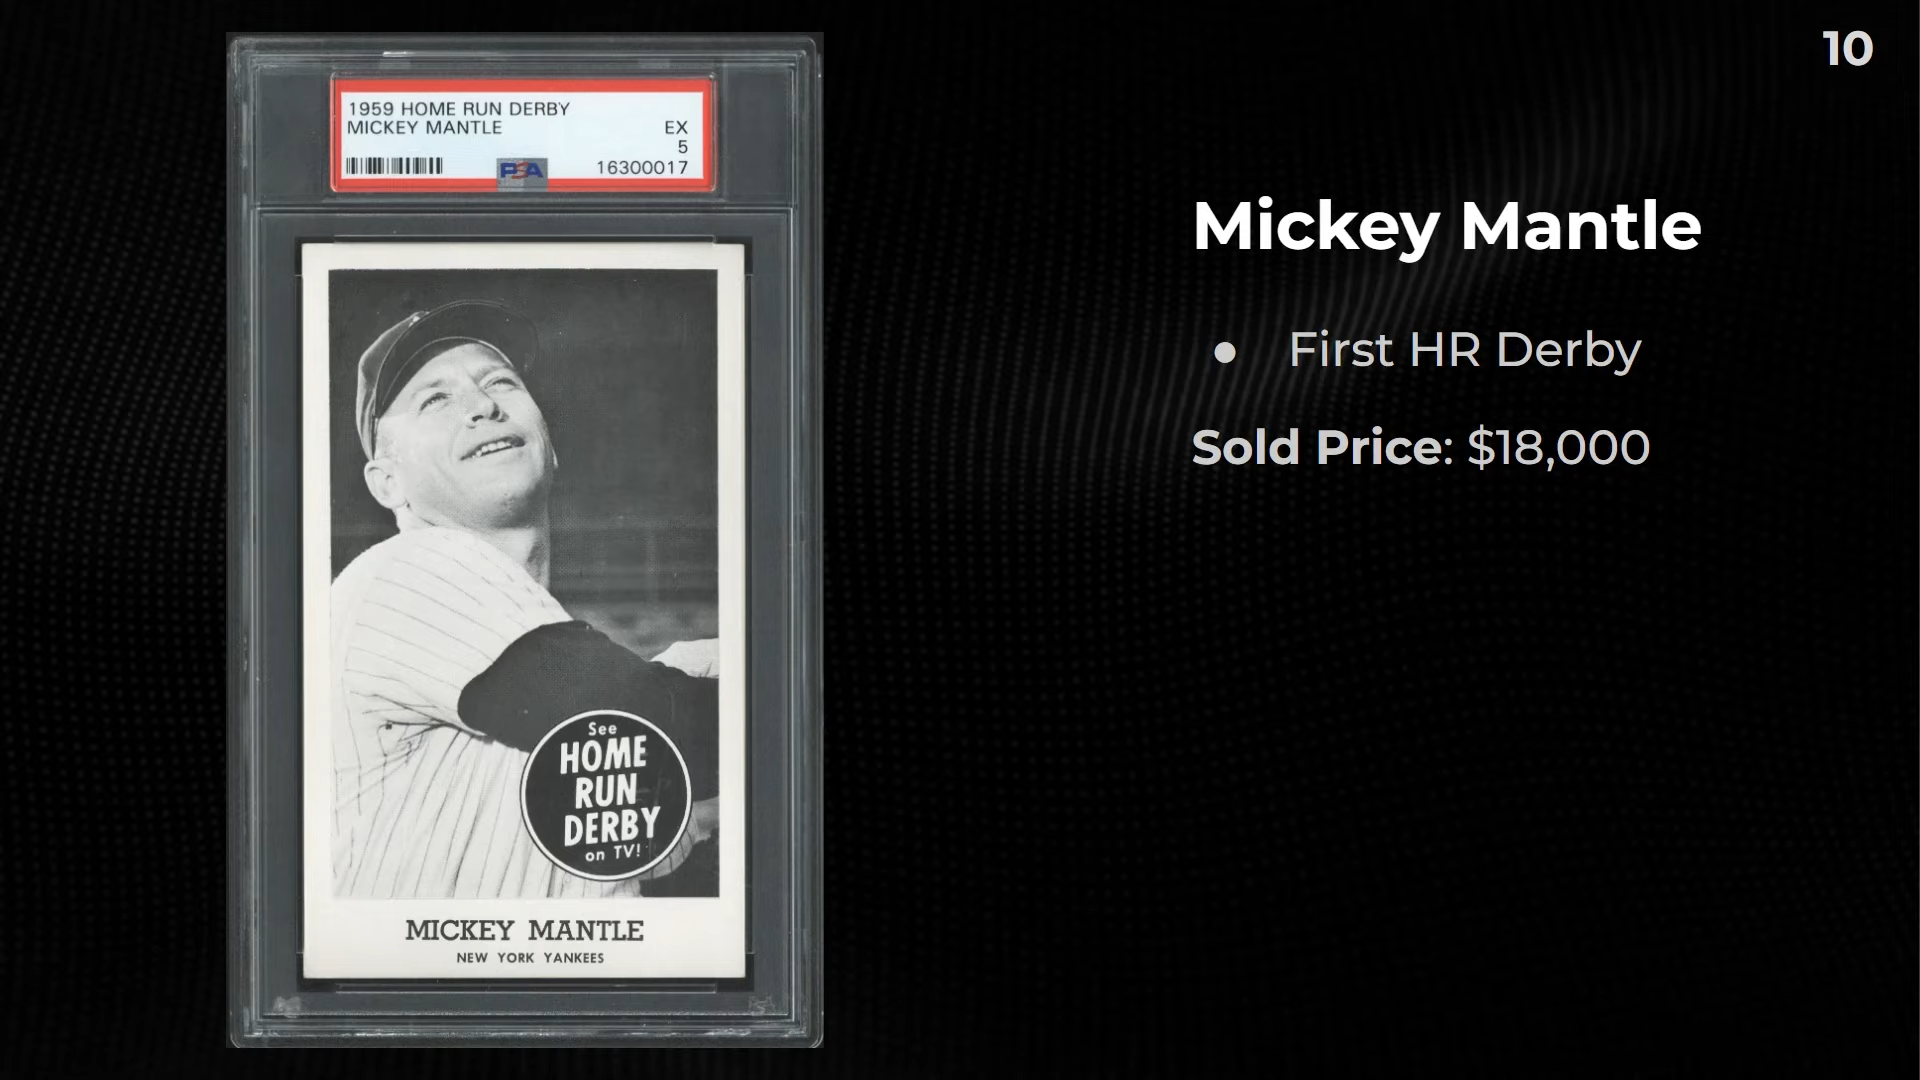 10
1959 HOME RUN DERBY
MICKEY MANTLE
EX
5
PSA
16300017
See
HOME
RUN
DERBY
on TV!
MICKEY MANTLE
NEW YORK YANKEES
Mickey Mantle
● First HR Derby
Sold Price: $18,000